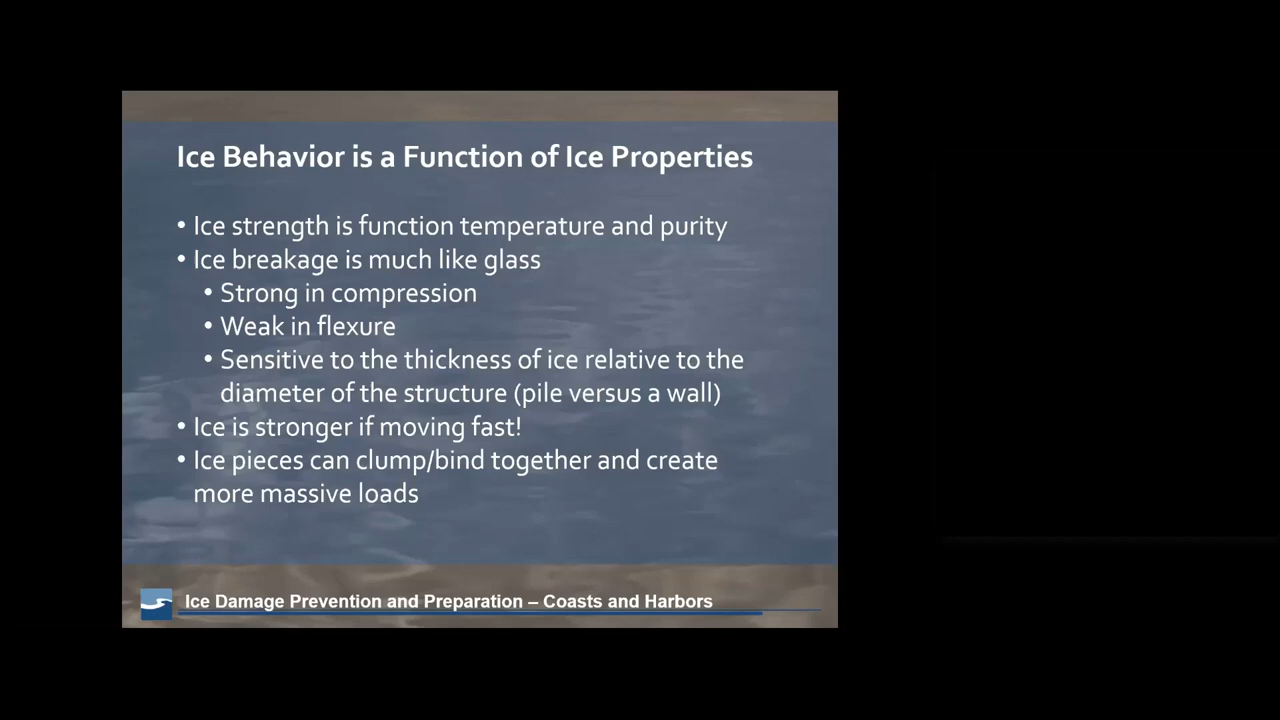 Ice Behavior is a Function of Ice Properties
• Ice strength is function temperature and purity
• Ice breakage is much like glass
• Strong in compression
• Weak in flexure
• Sensitive to the thickness of ice relative to the
diameter of the structure (pile versus a wall)
• Ice is stronger if moving fast!
• Ice pieces can clump/bind together and create
more massive loads
Ice Damage Prevention and Preparation – Coasts and Harbors